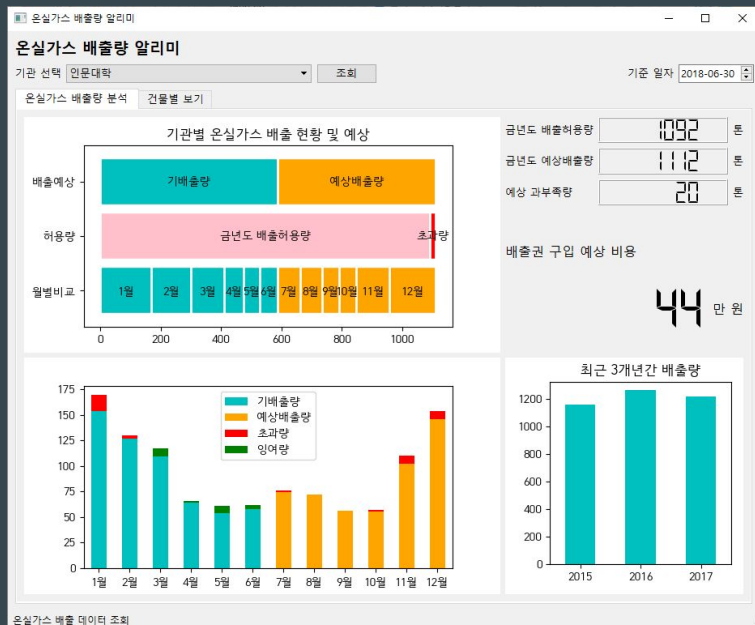 온실가스 배출량 알리미
온실가스 배출량 알리미
기관 선택 인문대학 조회 기준 일자 2018-06-30
온실가스 배출량 분석 건물별 보기
기관별 온실가스 배출 현황 및 예상
배출예상 기배출량 예상배출량
허용량 금년도 배출허용량 초과량
월별비교 1월 2월 3월 4월 5월 6월 7월 8월 9월 10월 11월 12월
0 200 400 600 800 1000
금년도 배출허용량 1092 톤
금년도 예상배출량 1112 톤
예상 과부족량 20 톤
배출권 구입 예상 비용
44 만 원
175
150
125
100
75
50
25
0
기배출량
예상배출량
초과량
잉여량
1월 2월 3월 4월 5월 6월 7월 8월 9월 10월 11월 12월
최근 3개년간 배출량
1200
1000
800
600
400
200
0
2015 2016 2017
온실가스 배출 데이터 조회